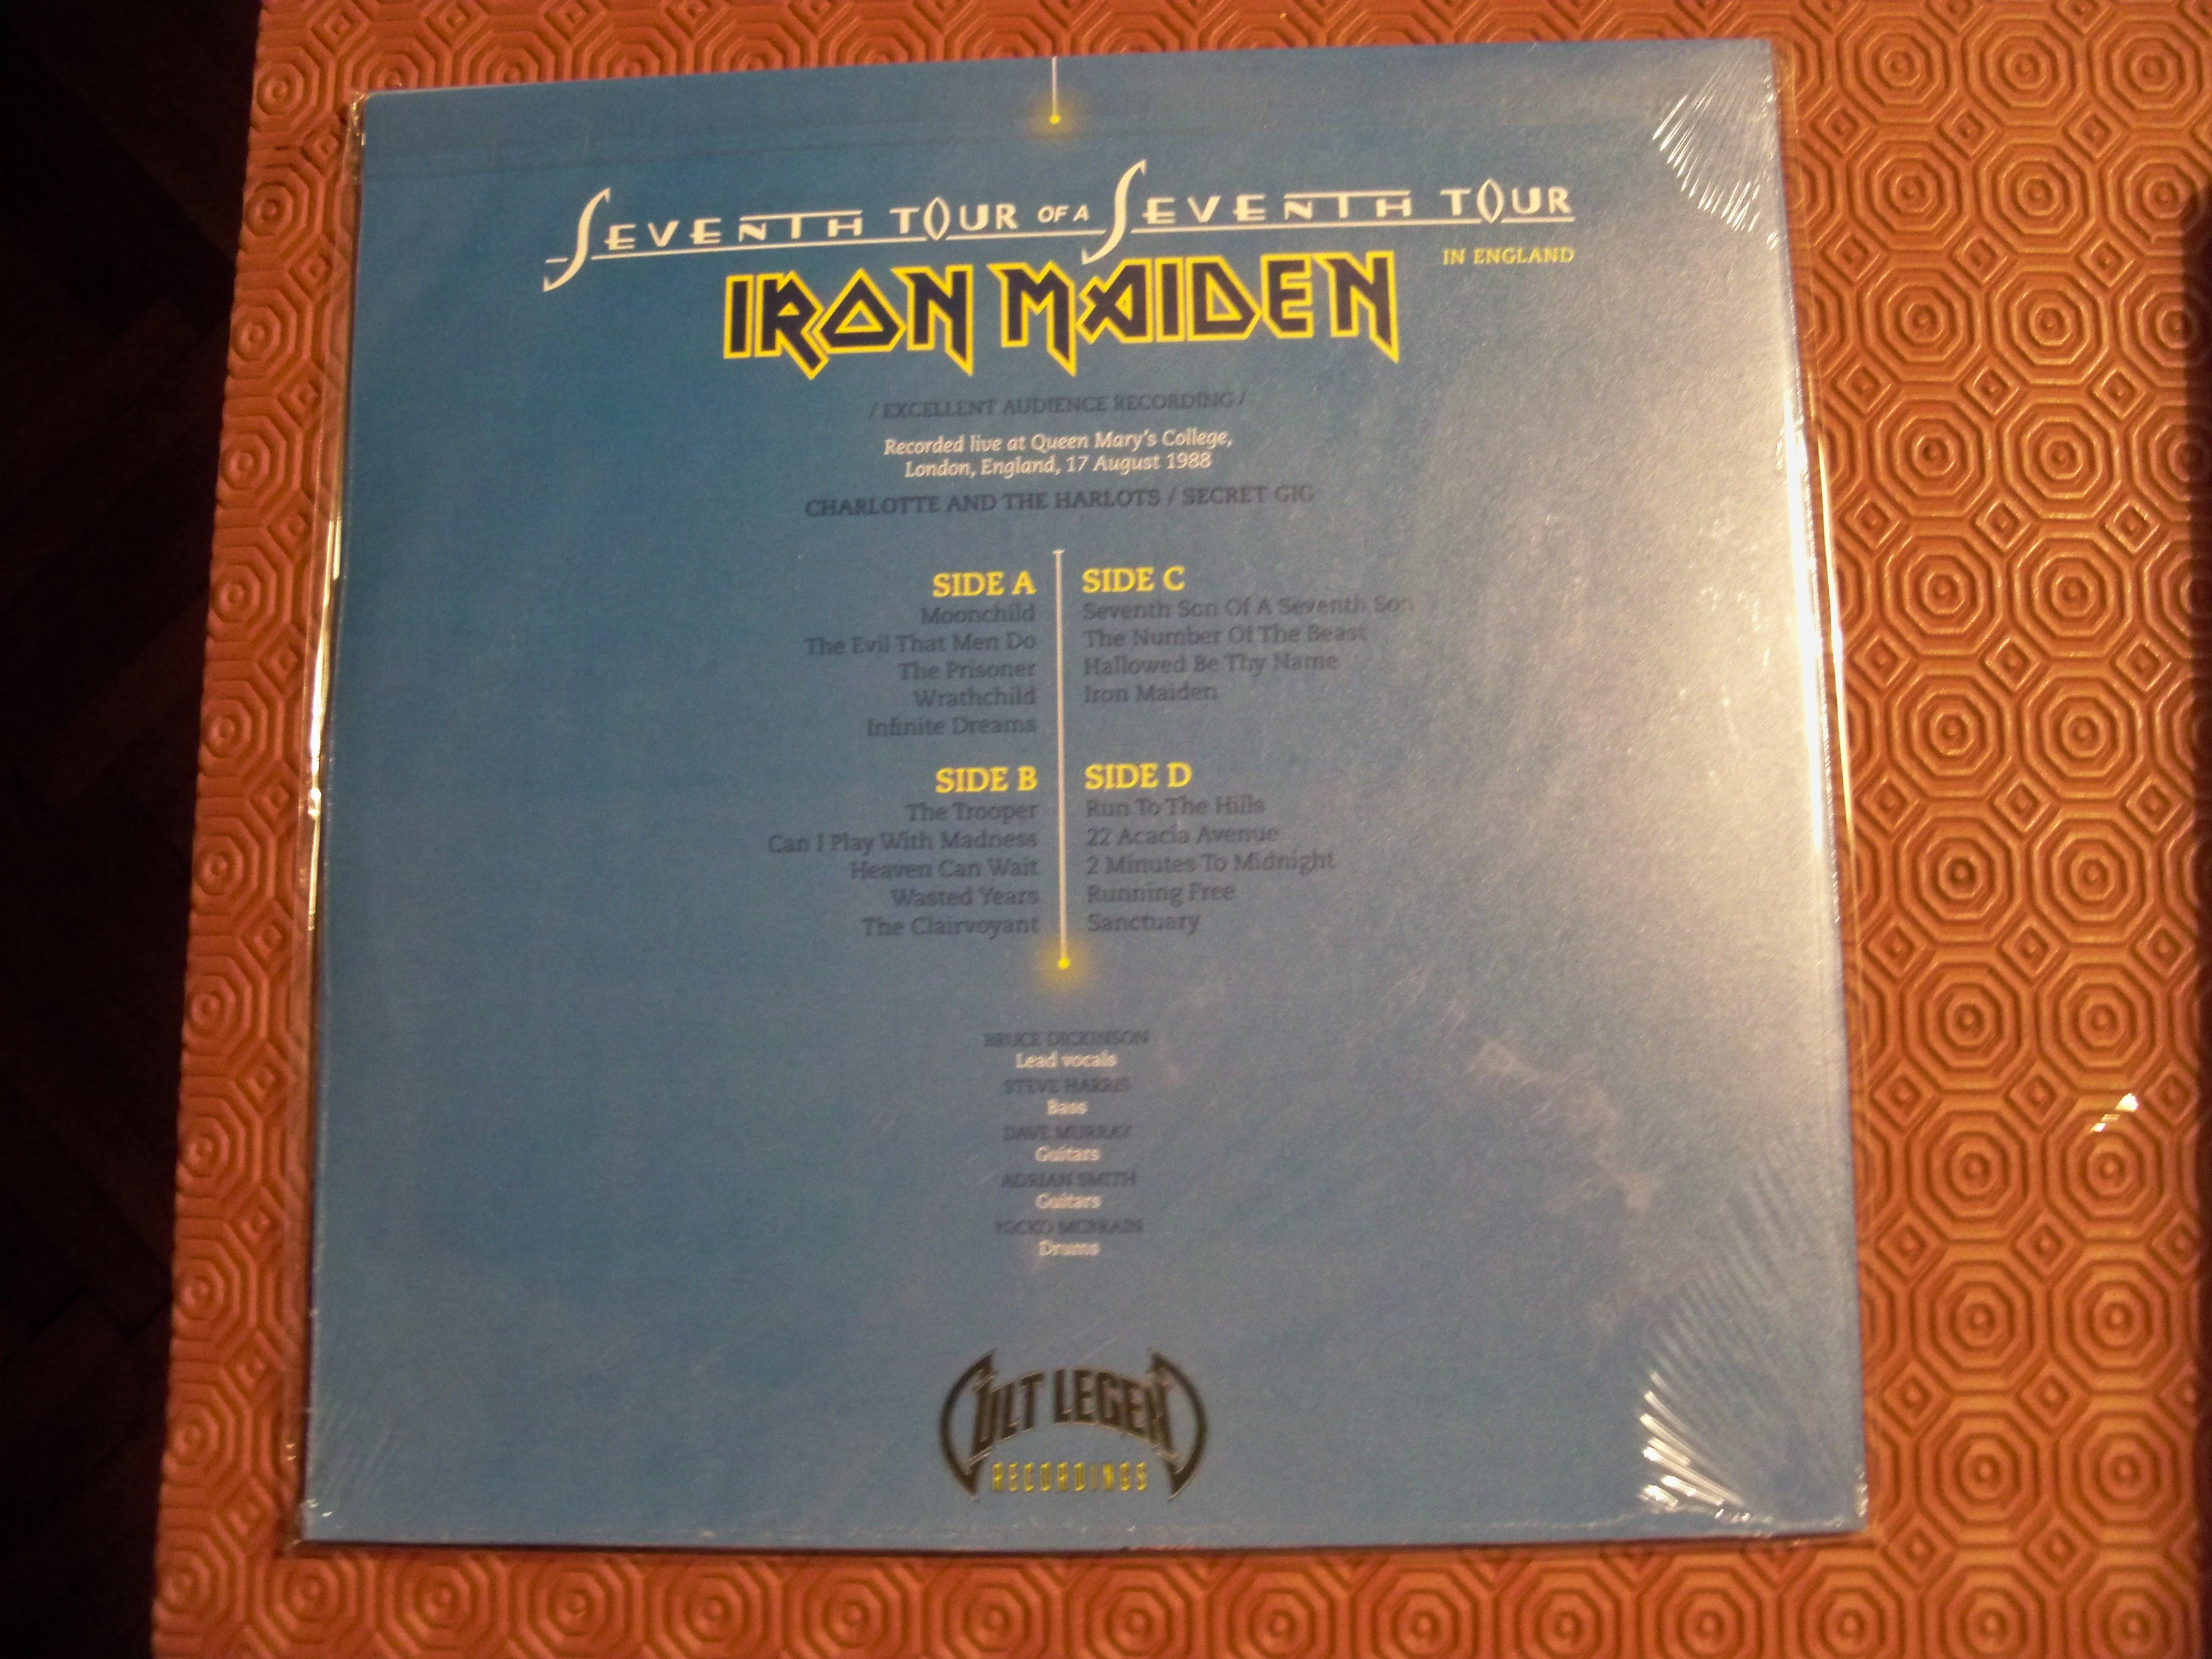 SEVENTH TOUR OF A SEVENTH TOUR
IN ENGLAND
IRON MAIDEN
/ EXCELLENT AUDIENCE RECORDING /
Recorded live at Queen Mary's College,
London, England, 17 August 1988
CHARLOTTE AND THE HARLOTS / SECRET GIG
SIDE A
Moonchild
The Evil That Men Do
The Prisoner
Wrathchild
Infinite Dreams
SIDE B
The Trooper
Can I Play With Madness
Heaven Can Wait
Wasted Years
The Clairvoyant
SIDE C
Seventh Son Of A Seventh Son
The Number Of The Beast
Hallowed Be Thy Name
Iron Maiden
SIDE D
Run To The Hills
22 Acacia Avenue
2 Minutes To Midnight
Running Free
Sanctuary
BRUCE DICKINSON
Lead vocals
STEVE HARRIS
Bass
DAVE MURRAY
Guitars
ADRIAN SMITH
Guitars
NICKO MCBRAIN
Drums
CULT LEGEND
RECORDINGS